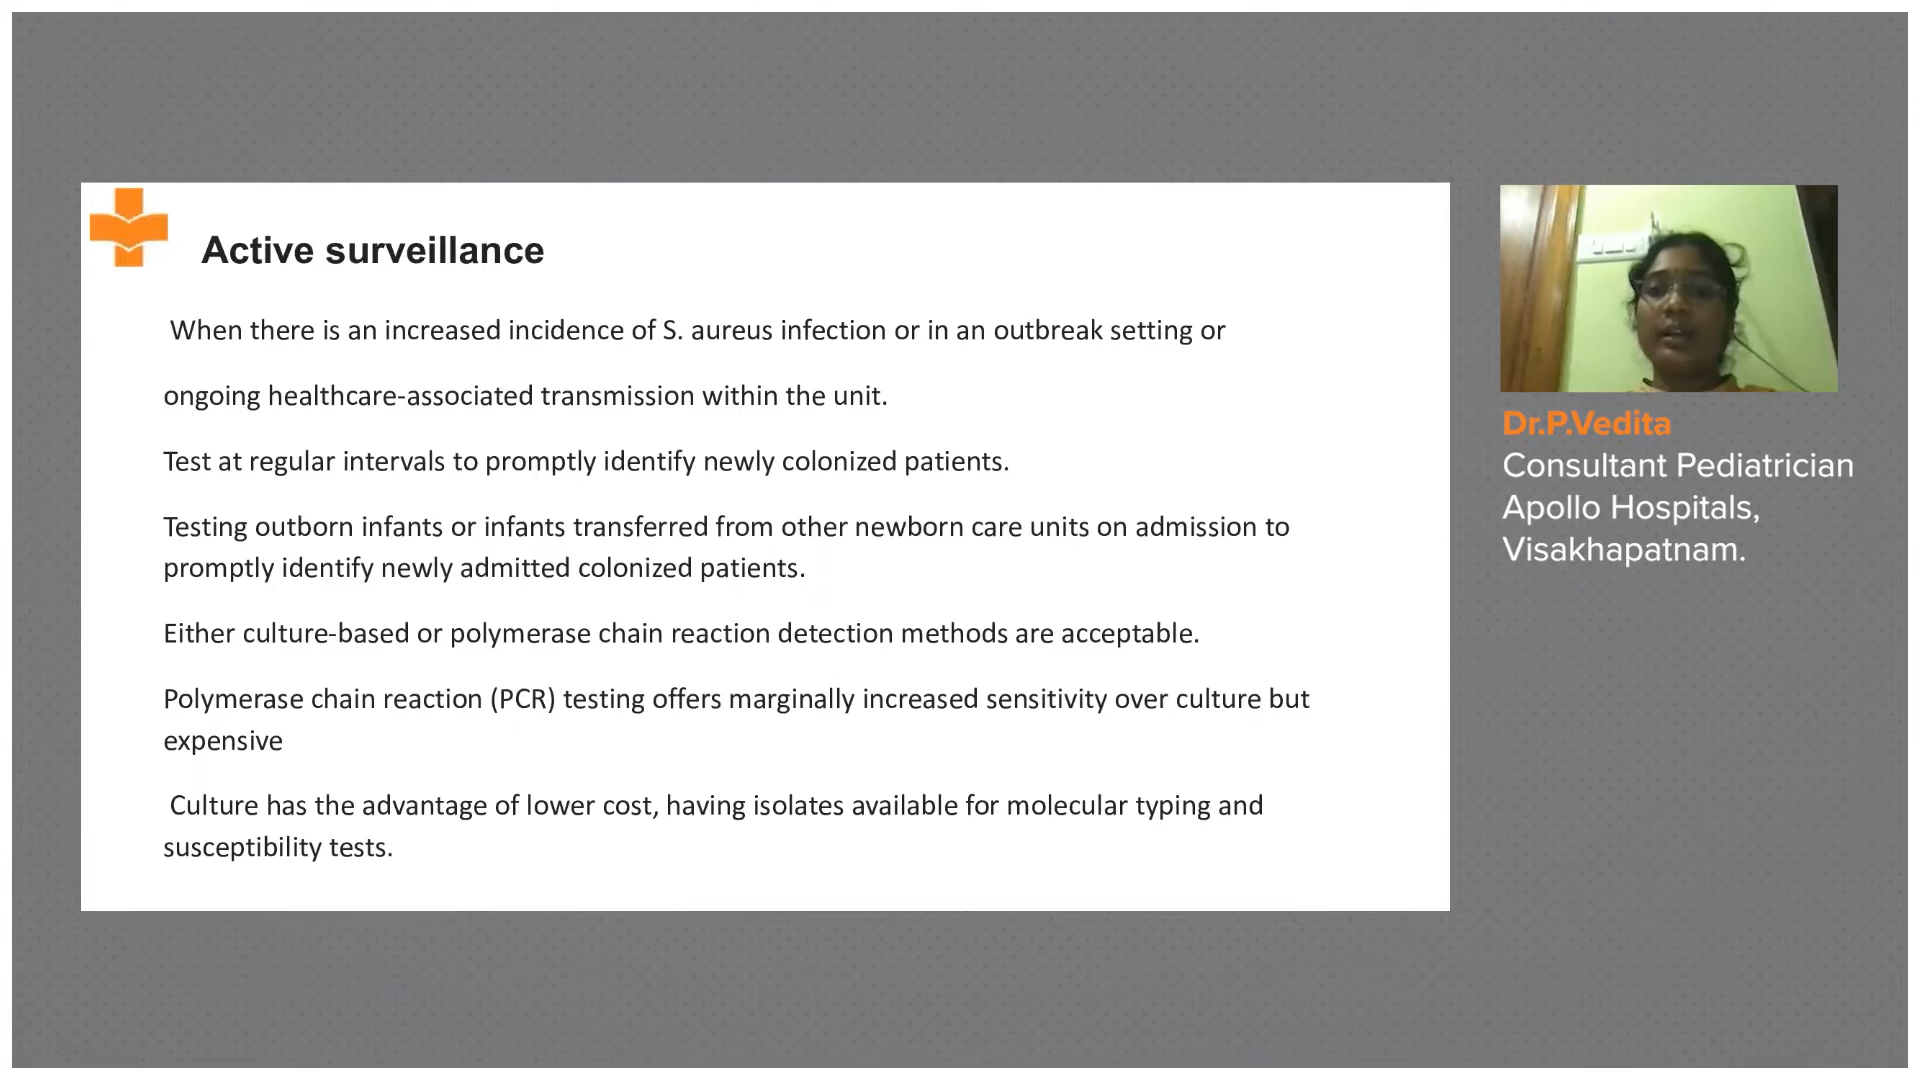 Active surveillance
When there is an increased incidence of S. aureus infection or in an outbreak setting or
ongoing healthcare-associated transmission within the unit.
Test at regular intervals to promptly identify newly colonized patients.
Testing outborn infants or infants transferred from other newborn care units on admission to
promptly identify newly admitted colonized patients.
Either culture-based or polymerase chain reaction detection methods are acceptable.
Polymerase chain reaction (PCR) testing offers marginally increased sensitivity over culture but
expensive
Culture has the advantage of lower cost, having isolates available for molecular typing and
susceptibility tests.
Dr.P.Vedita
Consultant Pediatrician
Apollo Hospitals,
Visakhapatnam.